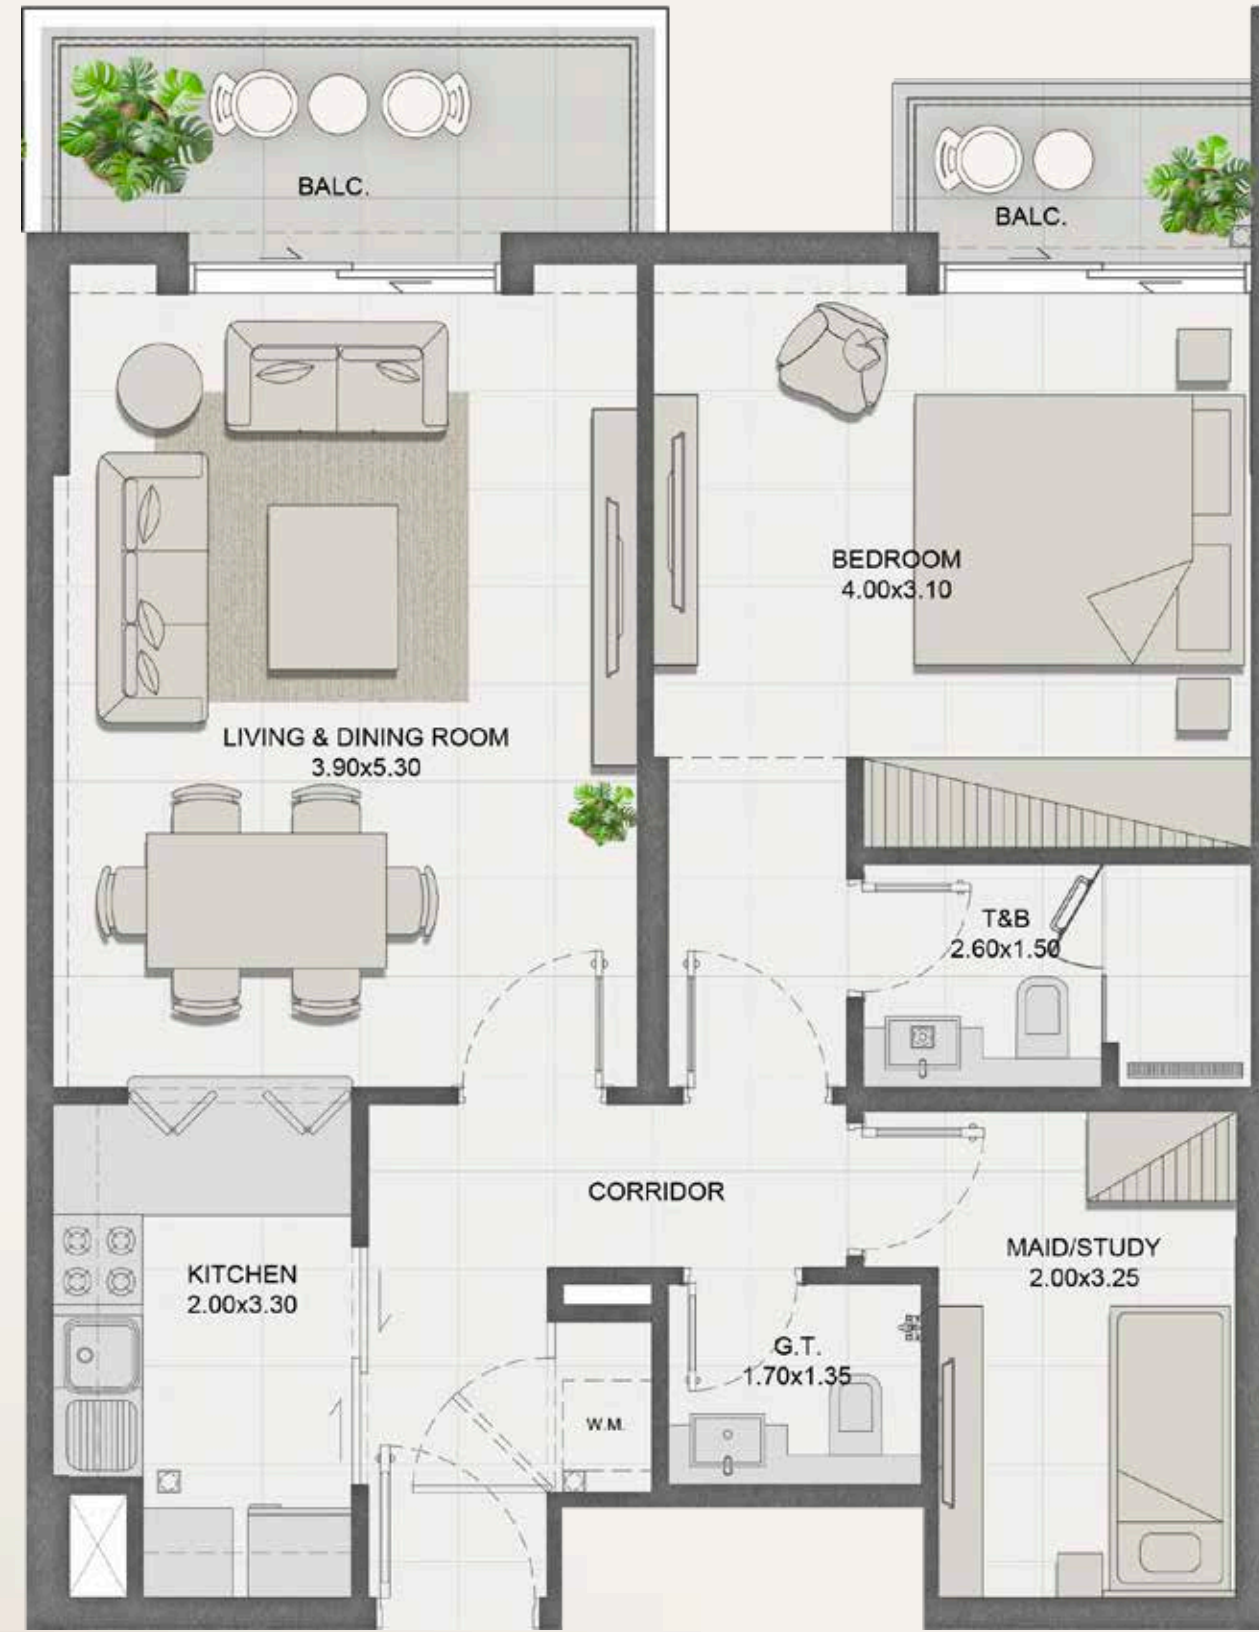 BALC.
BALC.
BEDROOM
4.00x3.10
LIVING & DINING ROOM
3.90x5.30
T&B
2.60x1.50
CORRIDOR
KITCHEN
2.00x3.30
MAID/STUDY
2.00x3.25
G.T.
1.70x1.35
W.M.